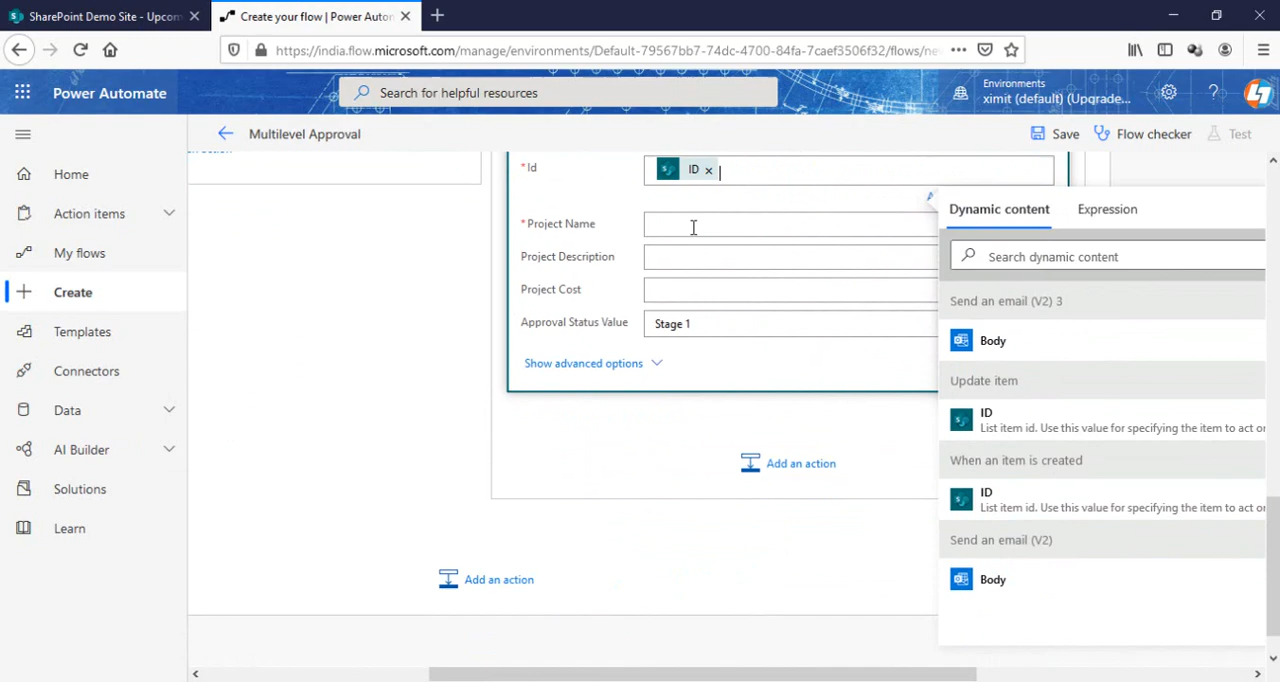 SharePoint Demo Site - Upcom
Create your flow | Power Autom
https://india.flow.microsoft.com/manage/environments/Default-79567bb7-74dc-4700-84fa-7caef3506f32/flows/ne
Power Automate
Search for helpful resources
Environments
ximit (default) (Upgrade...
Multilevel Approval
Save
Flow checker
Test
Home
Action items
My flows
Create
Templates
Connectors
Data
AI Builder
Solutions
Learn
* Id
ID ×
* Project Name
Project Description
Project Cost
Approval Status Value
Stage 1
Show advanced options
Add an action
Add an action
Dynamic content
Expression
Search dynamic content
Send an email (V2) 3
Body
Update item
ID
List item id. Use this value for specifying the item to act or
When an item is created
ID
List item id. Use this value for specifying the item to act or
Send an email (V2)
Body